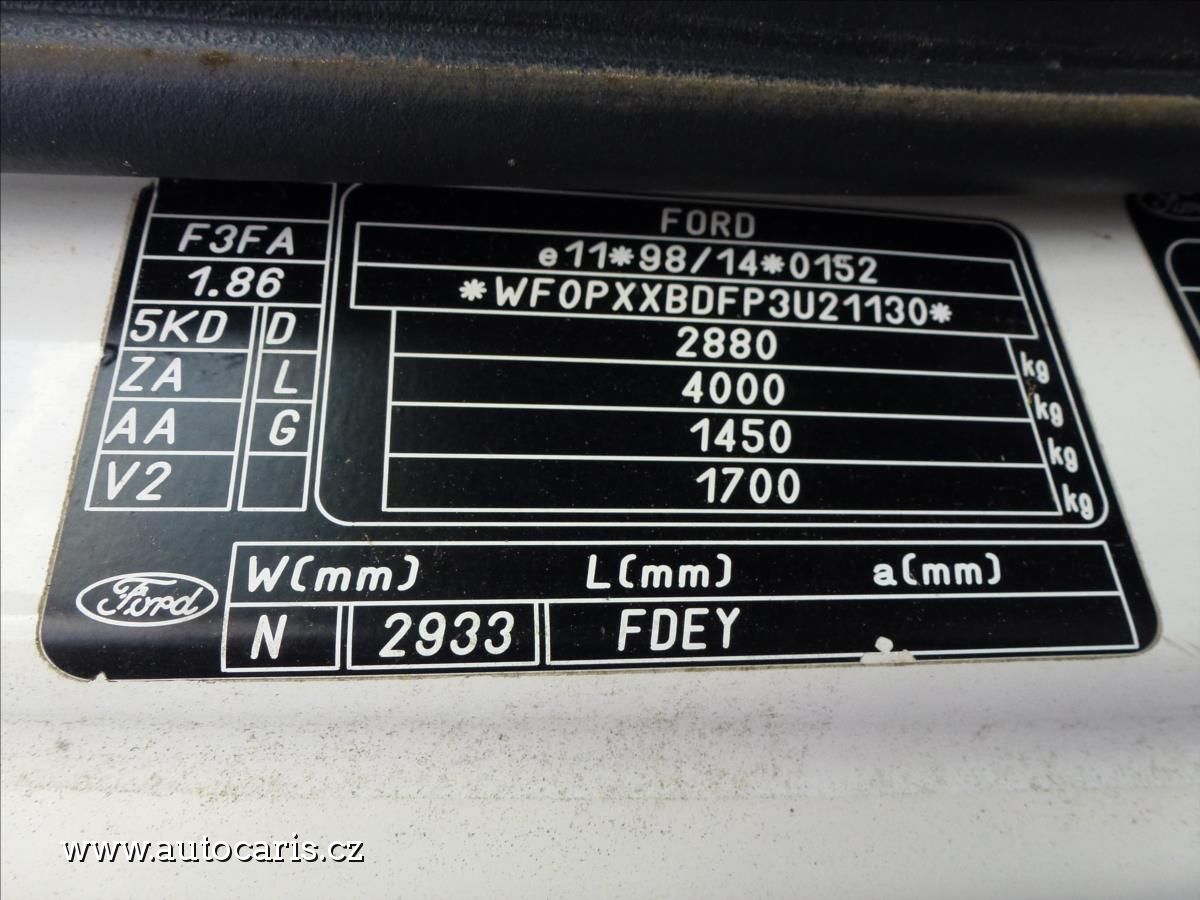 FORD
e11*98/14*0152
*WF0PXXBDFP3U21130*
2880 kg
4000 kg
1450 kg
1700 kg
F3FA
1.86
5KD D
ZA L
AA G
V2
Ford
W(mm) L(mm) a(mm)
N 2933 FDEY
www.autocaris.cz